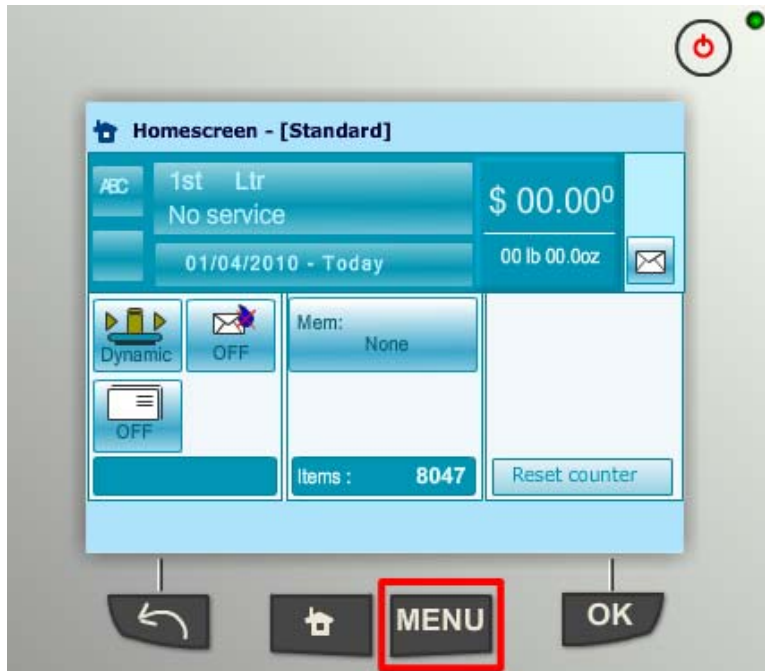 Homescreen - [Standard]
ABC
1st Ltr
No service
$ 00.00⁰
01/04/2010 - Today
00 lb 00.0oz
Dynamic
OFF
Mem:
None
OFF
Items : 8047
Reset counter
MENU
OK